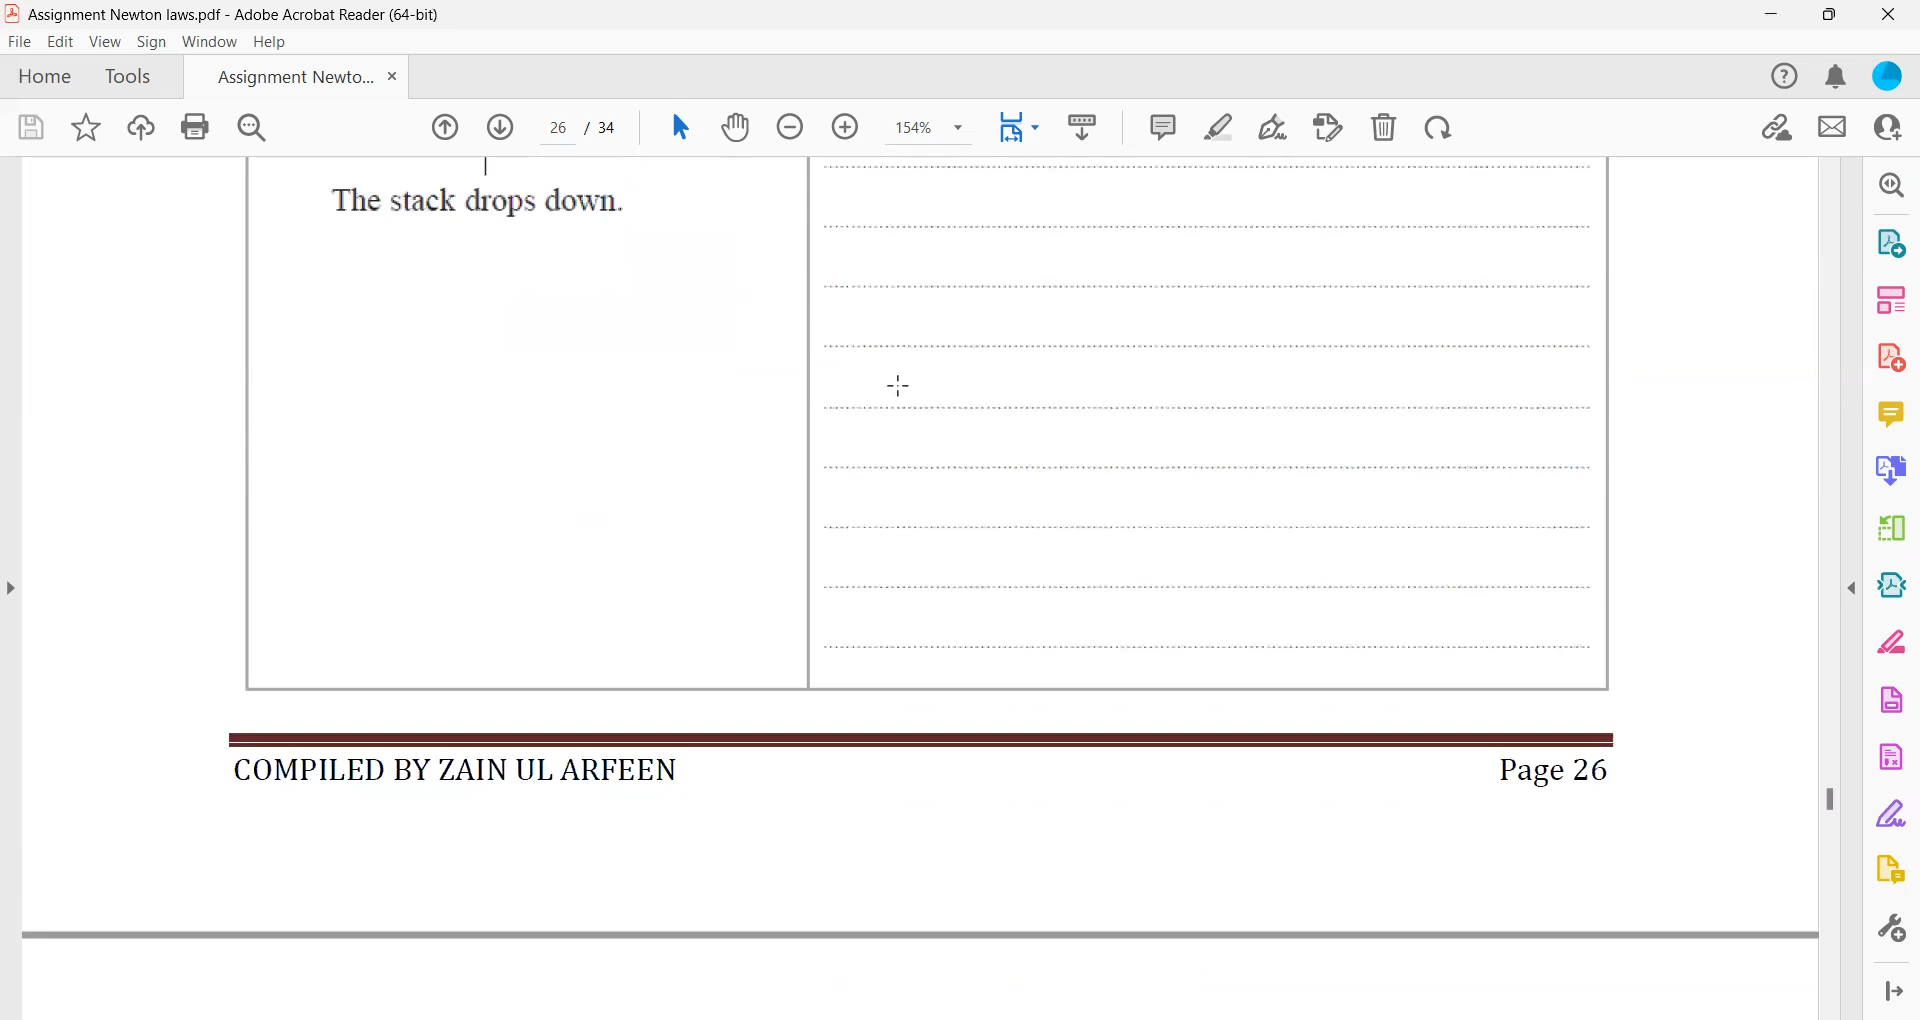 Assignment Newton laws.pdf - Adobe Acrobat Reader (64-bit)
File Edit View Sign Window Help
Home Tools Assignment Newto... ×
26 / 34 154%
The stack drops down.
COMPILED BY ZAIN UL ARFEEN Page 26